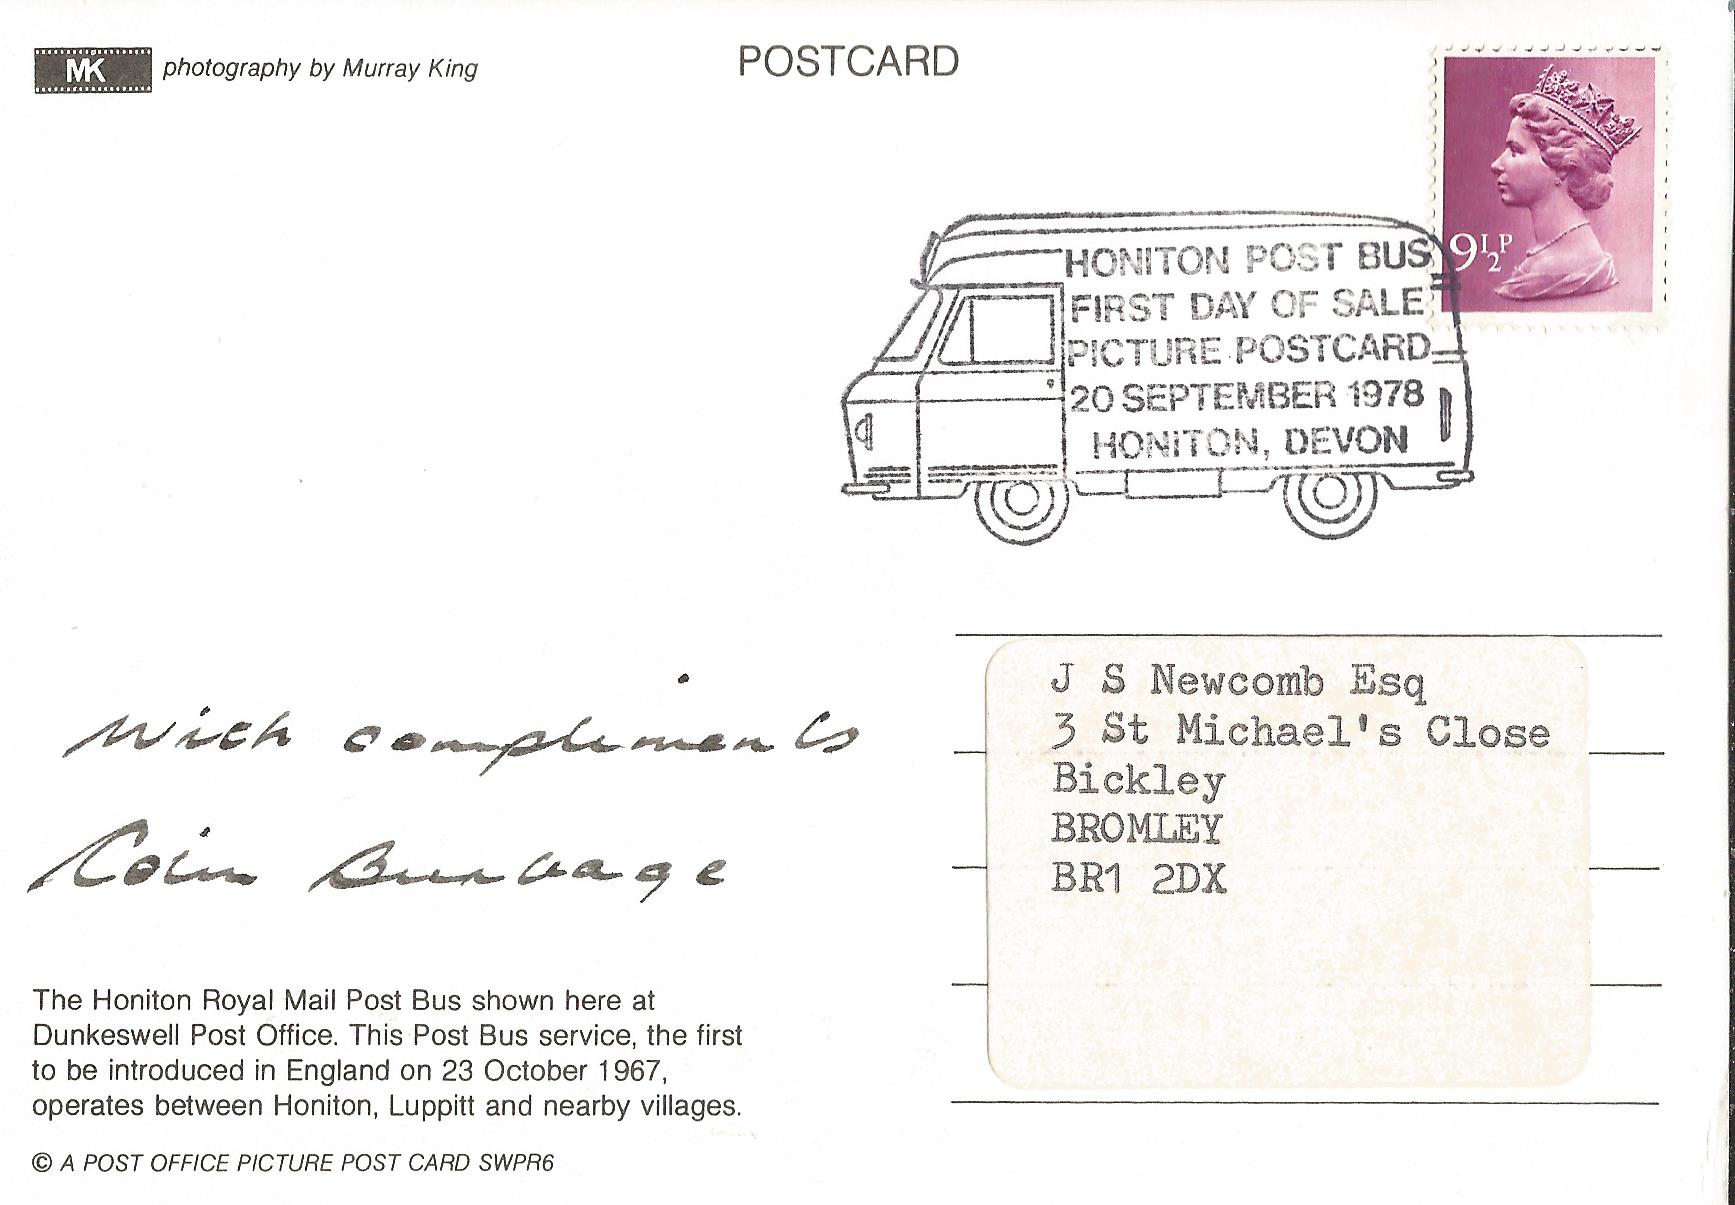 MK photography by Murray King
POSTCARD
9½P
HONITON POST BUS
FIRST DAY OF SALE
PICTURE POSTCARD
20 SEPTEMBER 1978
HONITON, DEVON
With compliments
Colin Burbage
J S Newcomb Esq
3 St Michael's Close
Bickley
BROMLEY
BR1 2DX
The Honiton Royal Mail Post Bus shown here at
Dunkeswell Post Office. This Post Bus service, the first
to be introduced in England on 23 October 1967,
operates between Honiton, Luppitt and nearby villages.
© A POST OFFICE PICTURE POST CARD SWPR6